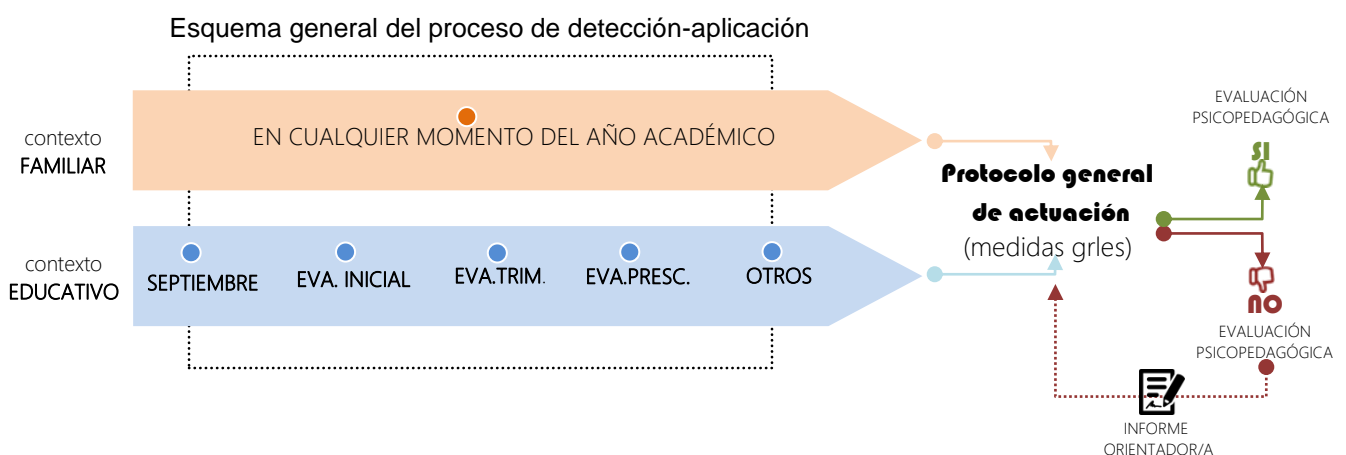 Esquema general del proceso de detección-aplicación
contexto
FAMILIAR
EN CUALQUIER MOMENTO DEL AÑO ACADÉMICO
contexto
EDUCATIVO
SEPTIEMBRE
EVA. INICIAL
EVA.TRIM.
EVA.PRESC.
OTROS
Protocolo general
de actuación
(medidas grles)
EVALUACIÓN
PSICOPEDAGÓGICA
SI
NO
EVALUACIÓN
PSICOPEDAGÓGICA
INFORME
ORIENTADOR/A